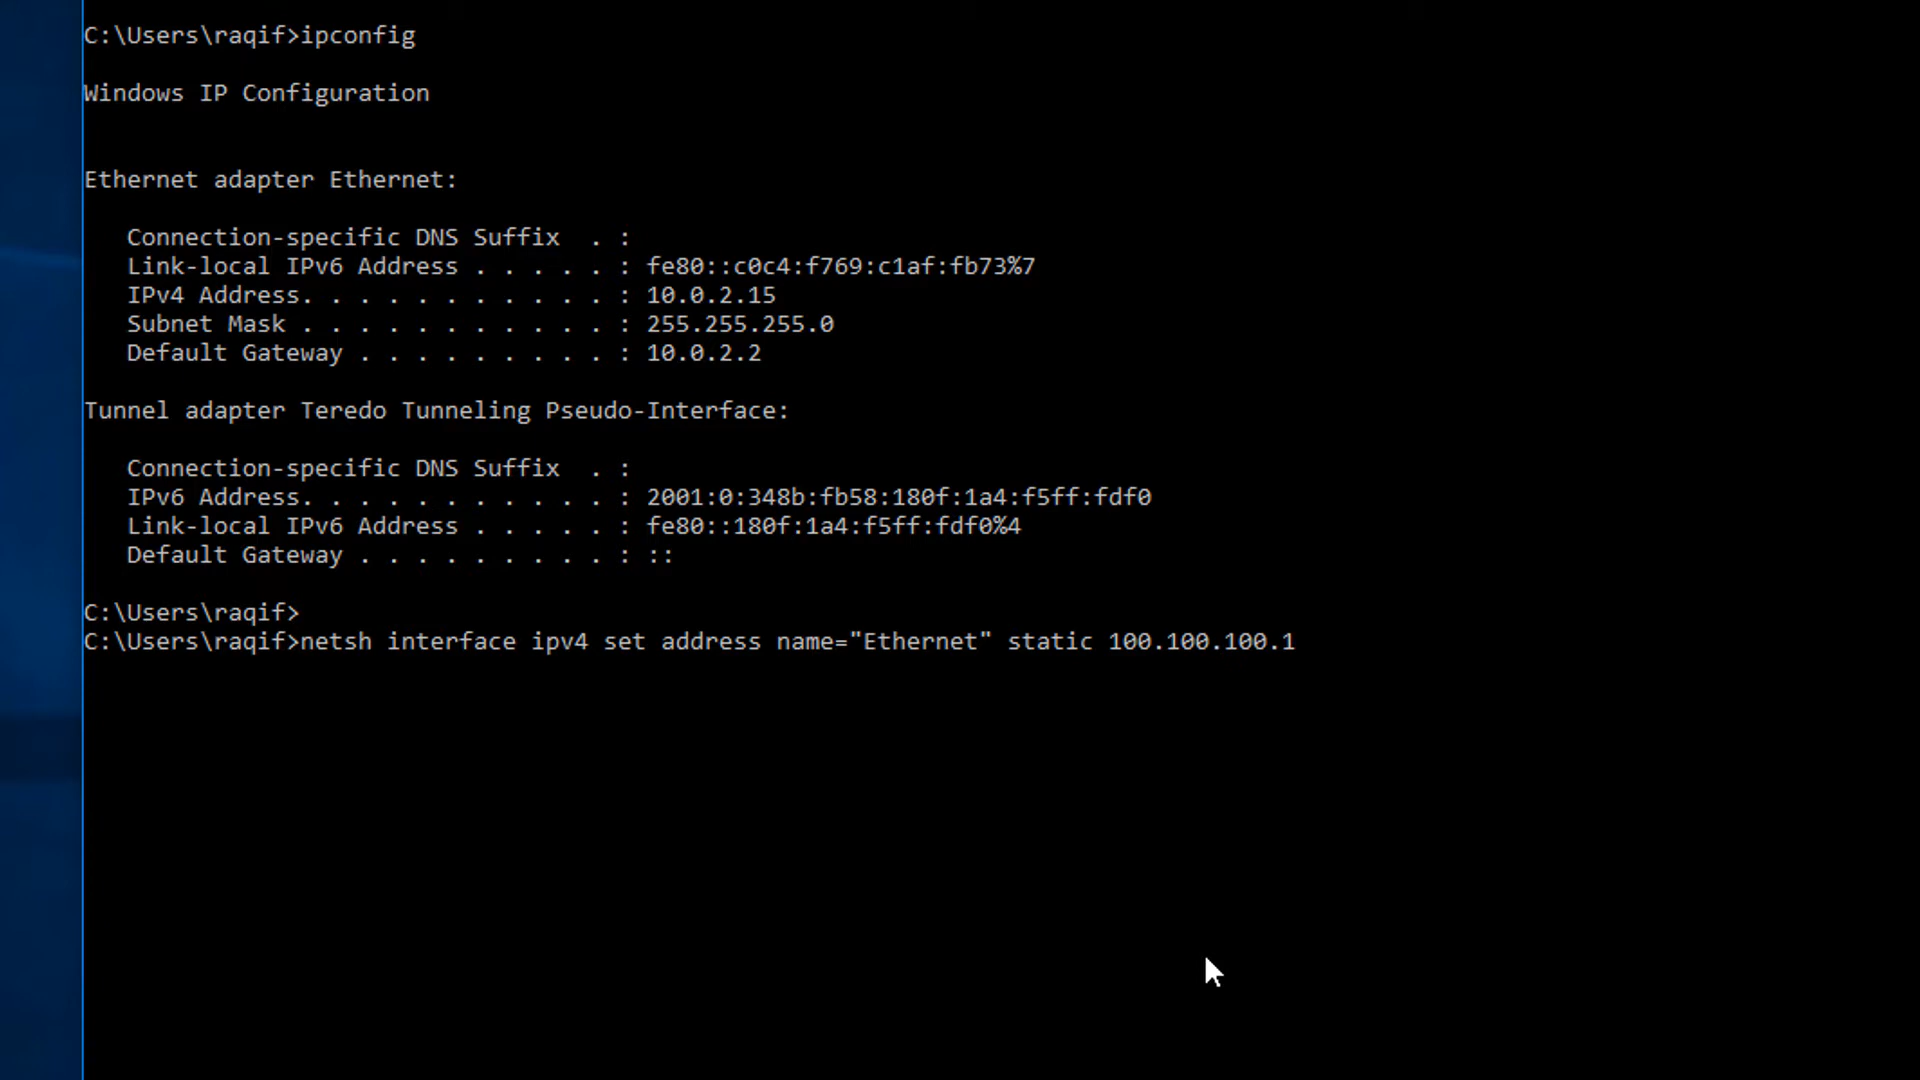 C:\Users\raqif>ipconfig
Windows IP Configuration
Ethernet adapter Ethernet:
Connection-specific DNS Suffix  . :
Link-local IPv6 Address . . . . . : fe80::c0c4:f769:c1af:fb73%7
IPv4 Address. . . . . . . . . . . : 10.0.2.15
Subnet Mask . . . . . . . . . . . : 255.255.255.0
Default Gateway . . . . . . . . . : 10.0.2.2
Tunnel adapter Teredo Tunneling Pseudo-Interface:
Connection-specific DNS Suffix  . :
IPv6 Address. . . . . . . . . . . : 2001:0:348b:fb58:180f:1a4:f5ff:fdf0
Link-local IPv6 Address . . . . . : fe80::180f:1a4:f5ff:fdf0%4
Default Gateway . . . . . . . . . : ::
C:\Users\raqif>
C:\Users\raqif>netsh interface ipv4 set address name="Ethernet" static 100.100.100.1